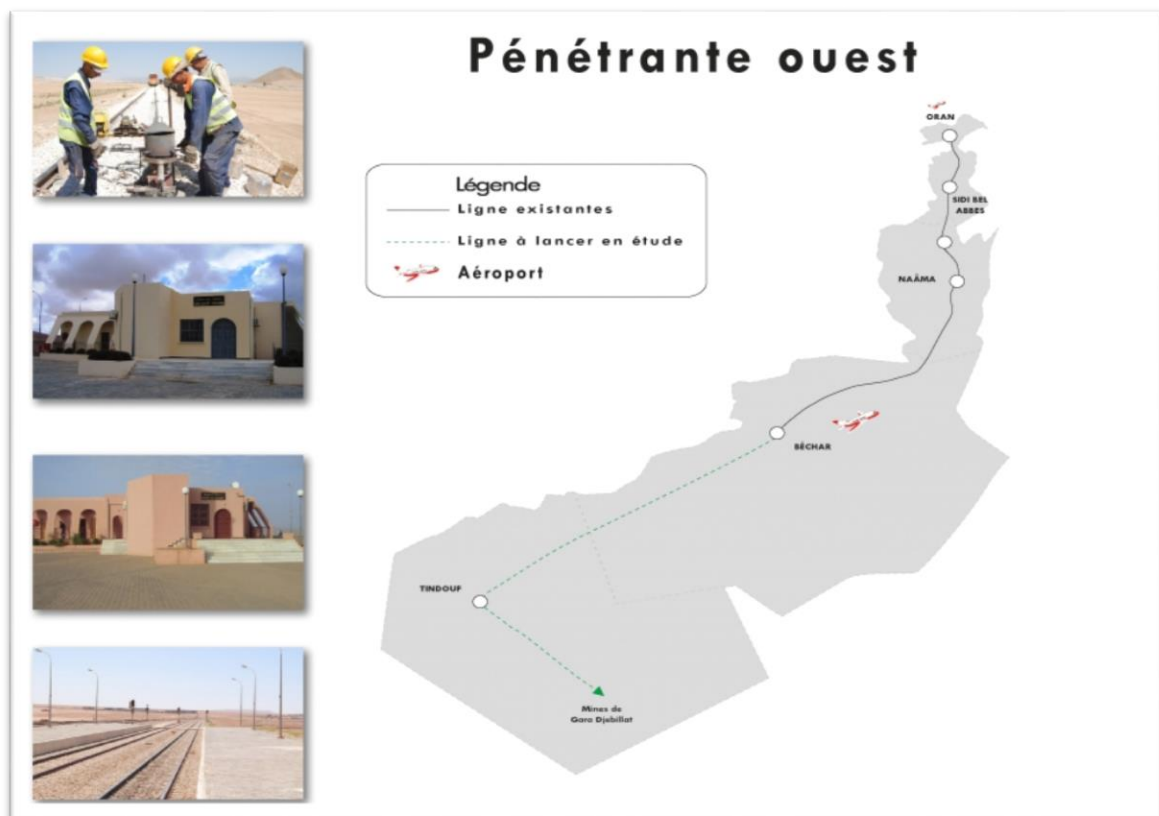 Pénétrante ouest
Légende
Ligne existantes
Ligne à lancer en étude
Aéroport
ORAN
SIDI BEL
ABBES
NAÂMA
BÉCHAR
TINDOUF
Mines de
Gara Djebillat